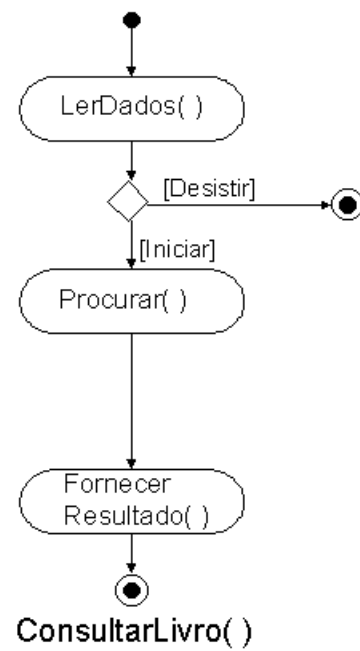 LerDados( )
[Desistir]
[Iniciar]
Procurar( )
Fornecer
Resultado( )
ConsultarLivro( )